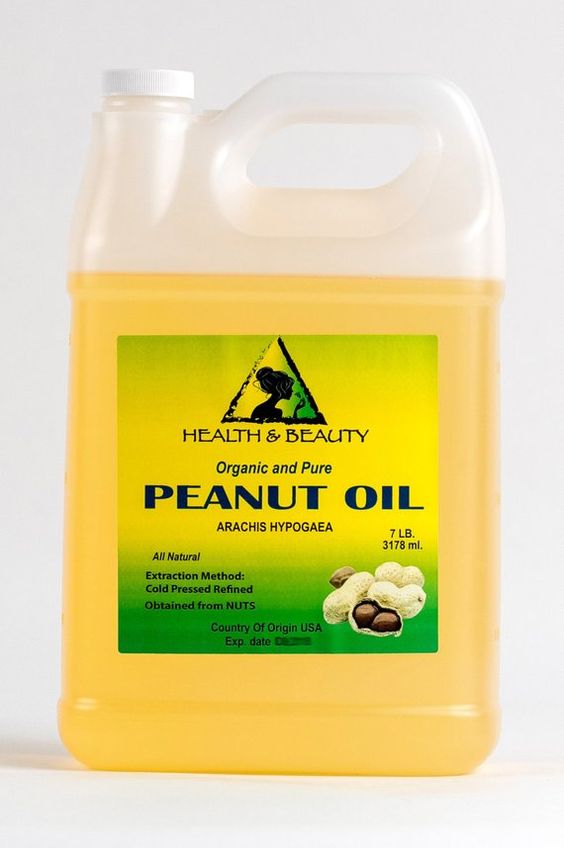 HEALTH & BEAUTY
Organic and Pure
PEANUT OIL
ARACHIS HYPOGAEA
7 LB.
3178 ml.
All Natural
Extraction Method:
Cold Pressed Refined
Obtained from NUTS
Country Of Origin USA
Exp. date